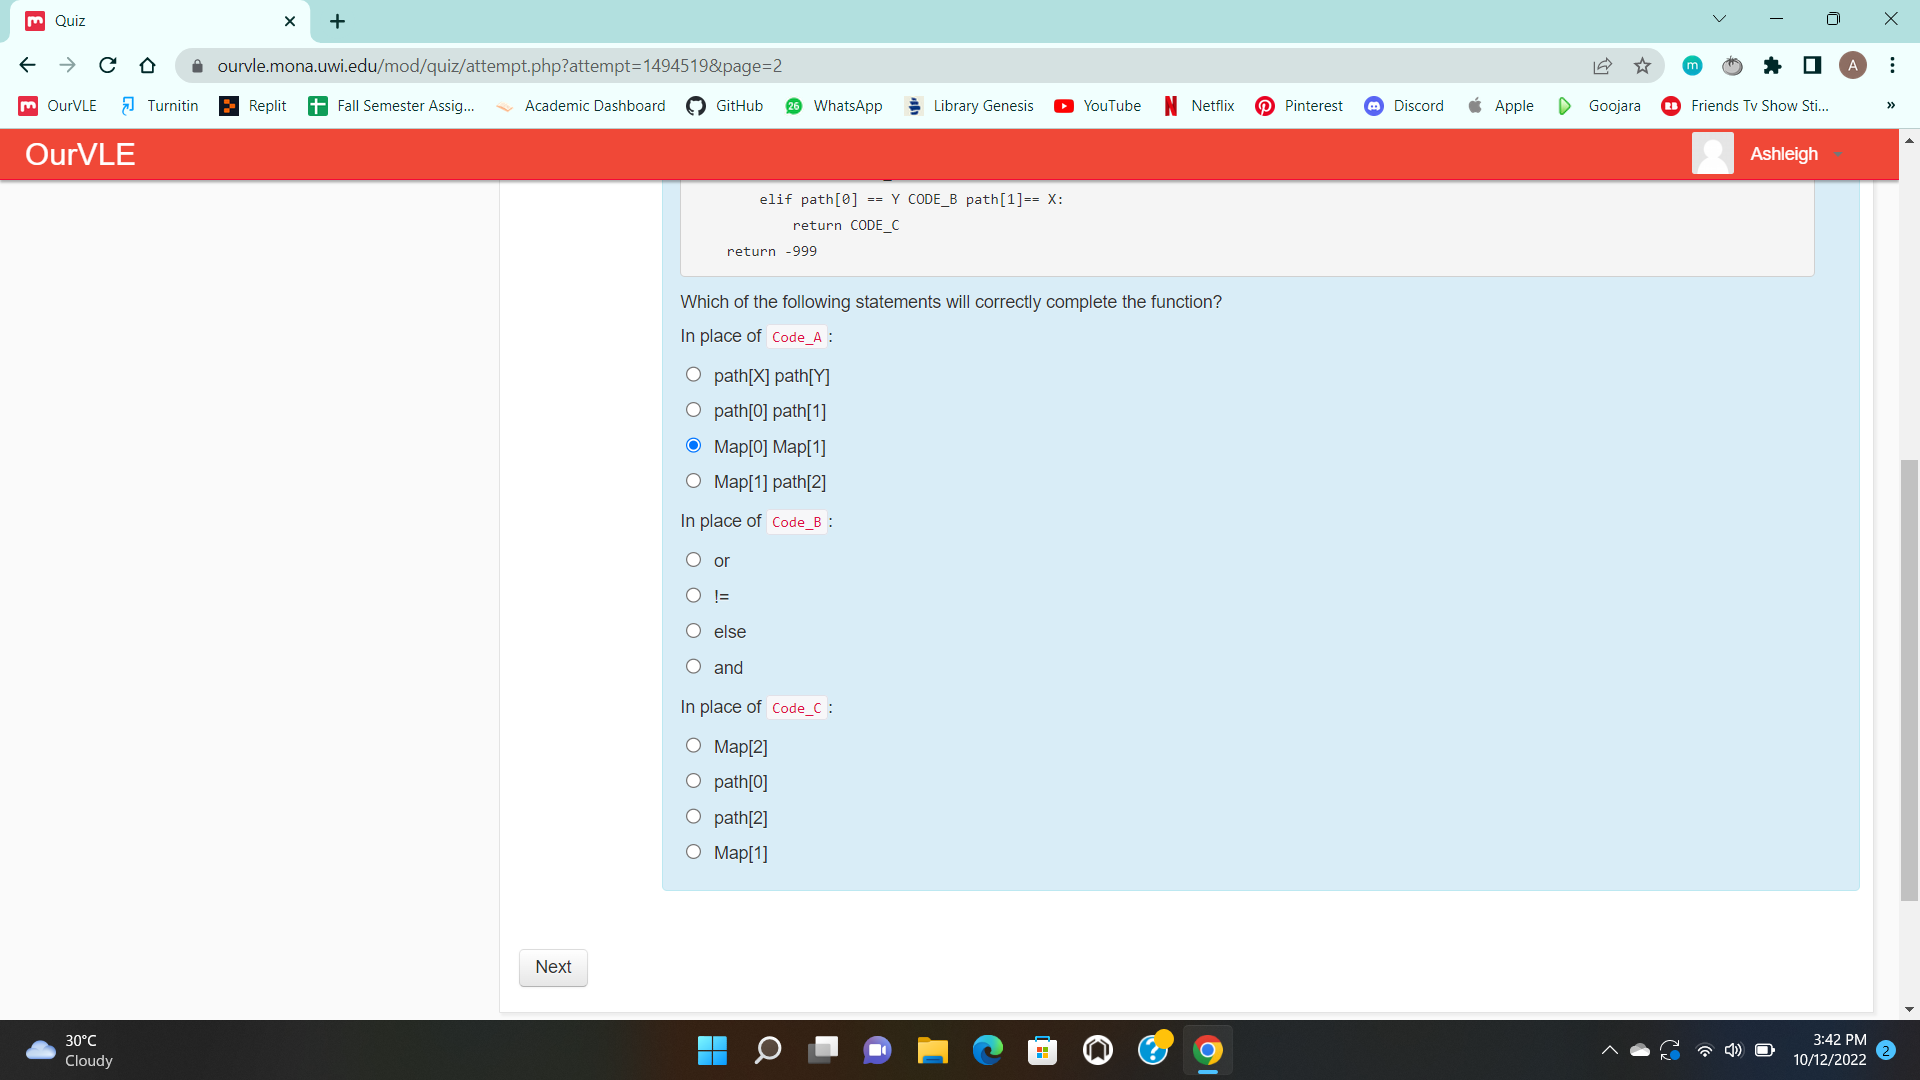 Quiz
ourvle.mona.uwi.edu/mod/quiz/attempt.php?attempt=1494519&page=2
m
A
OurVLE
Turnitin
Replit
Fall Semester Assig...
Academic Dashboard
GitHub
26
WhatsApp
Library Genesis
YouTube
Netflix
Pinterest
Discord
Apple
Goojara
Friends Tv Show Sti...
»
OurVLE
Ashleigh
elif path[0] == Y CODE_B path[1]== X:
return CODE_C
return -999
Which of the following statements will correctly complete the function?
In place of Code_A :
path[X] path[Y]
path[0] path[1]
Map[0] Map[1]
Map[1] path[2]
In place of Code_B :
or
!=
else
and
In place of Code_C :
Map[2]
path[0]
path[2]
Map[1]
Next
30°C
Cloudy
3:42 PM
10/12/2022
2